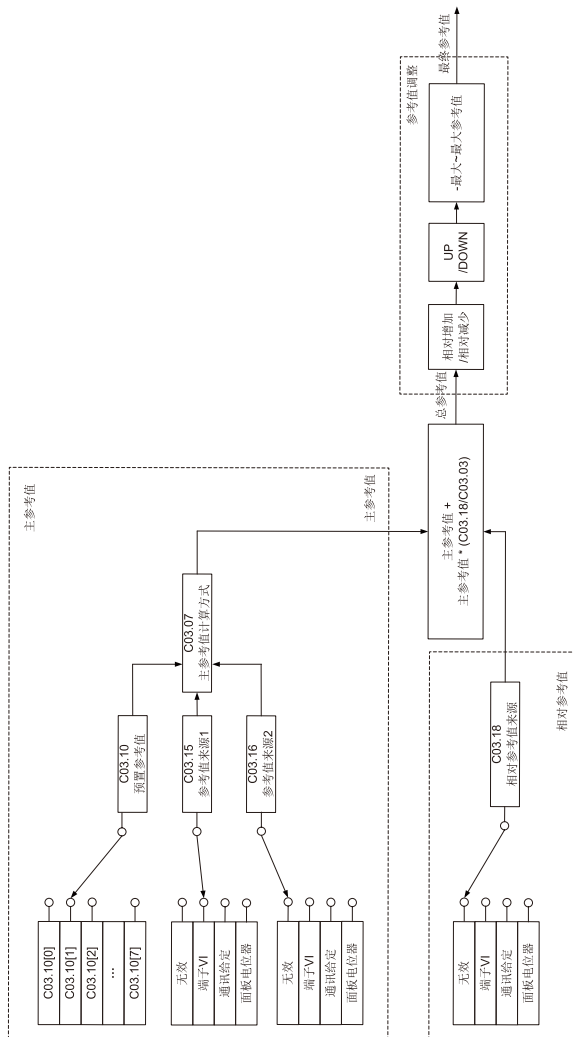 主参考值
C03.10[0]
C03.10[1]
C03.10[2]
...
C03.10[7]
C03.10
预置参考值
无效
端子VI
通讯给定
面板电位器
C03.15
参考值来源1
无效
端子VI
通讯给定
面板电位器
C03.16
参考值来源2
C03.07
主参考值计算方式
主参考值
主参考值 +
主参考值 * (C03.18/C03.03)
总参考值
参考值调整
相对增加
/相对减少
UP
/DOWN
-最大~最大参考值
最终参考值
无效
端子VI
通讯给定
面板电位器
C03.18
相对参考值来源
相对参考值